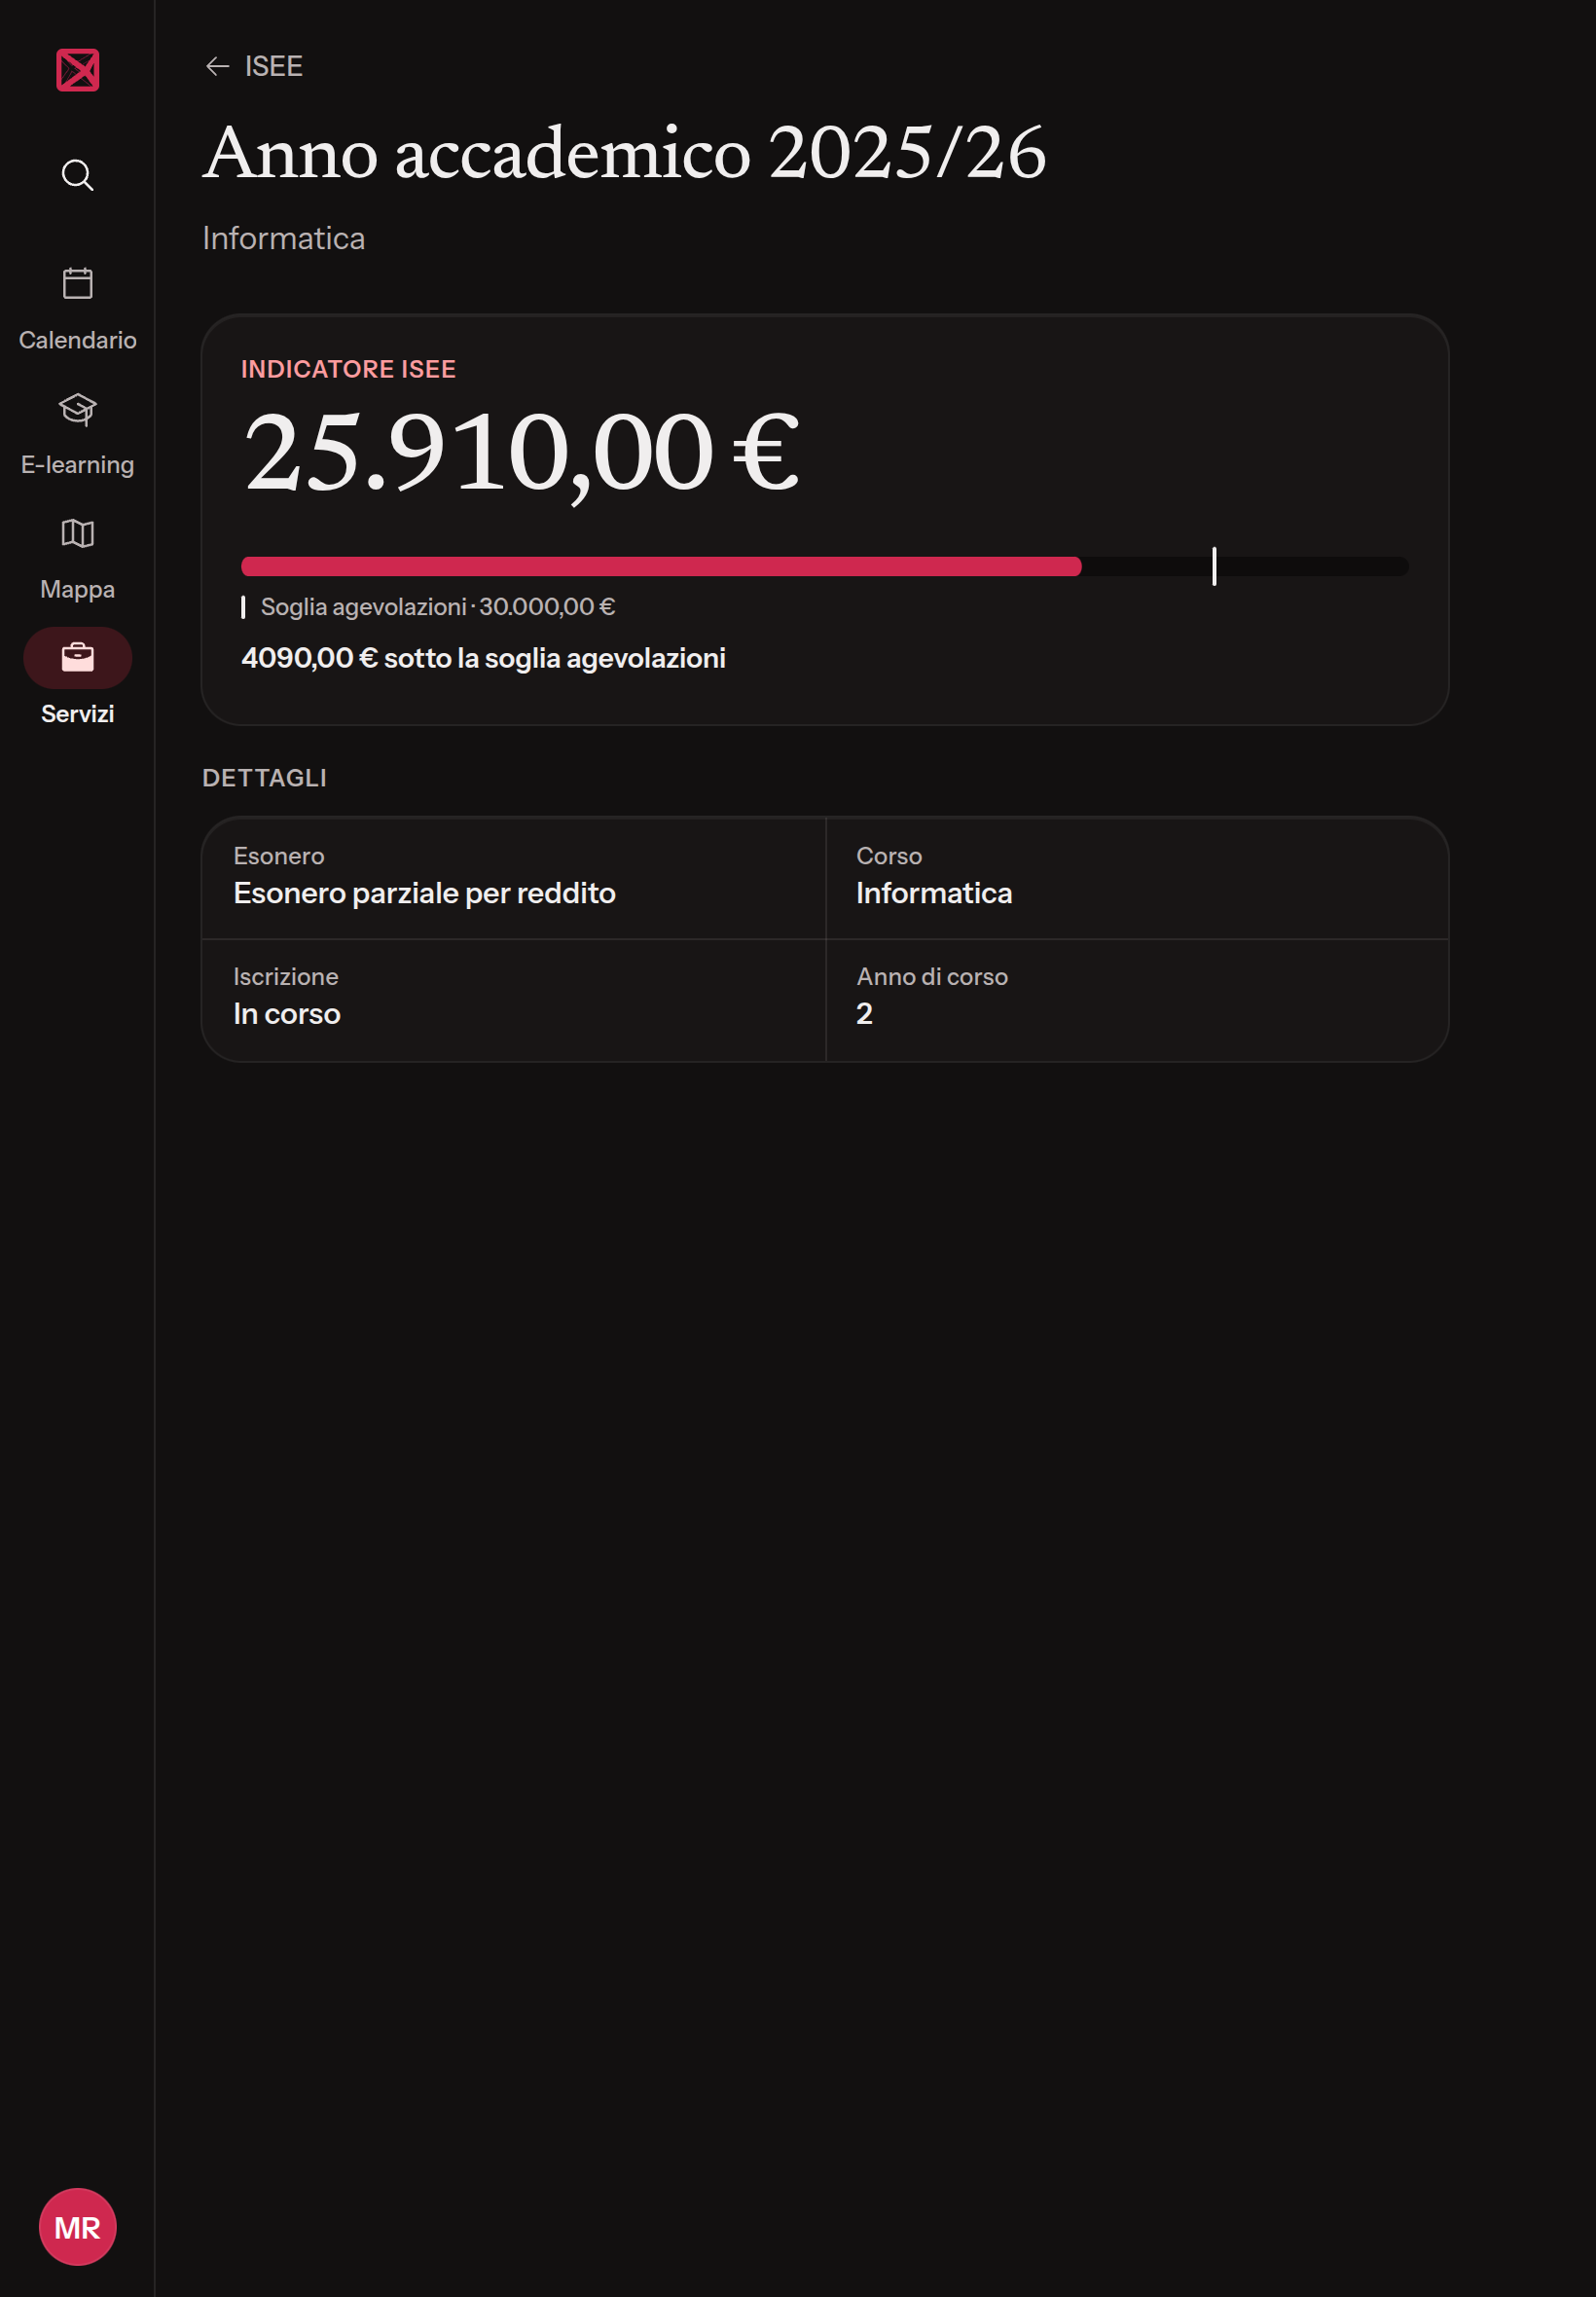 ISEE
Anno accademico 2025/26
Informatica
Calendario
E-learning
Mappa
Servizi
INDICATORE ISEE
25.910,00 €
Soglia agevolazioni · 30.000,00 €
4090,00 € sotto la soglia agevolazioni
DETTAGLI
Esonero
Esonero parziale per reddito
Corso
Informatica
Iscrizione
In corso
Anno di corso
2
MR